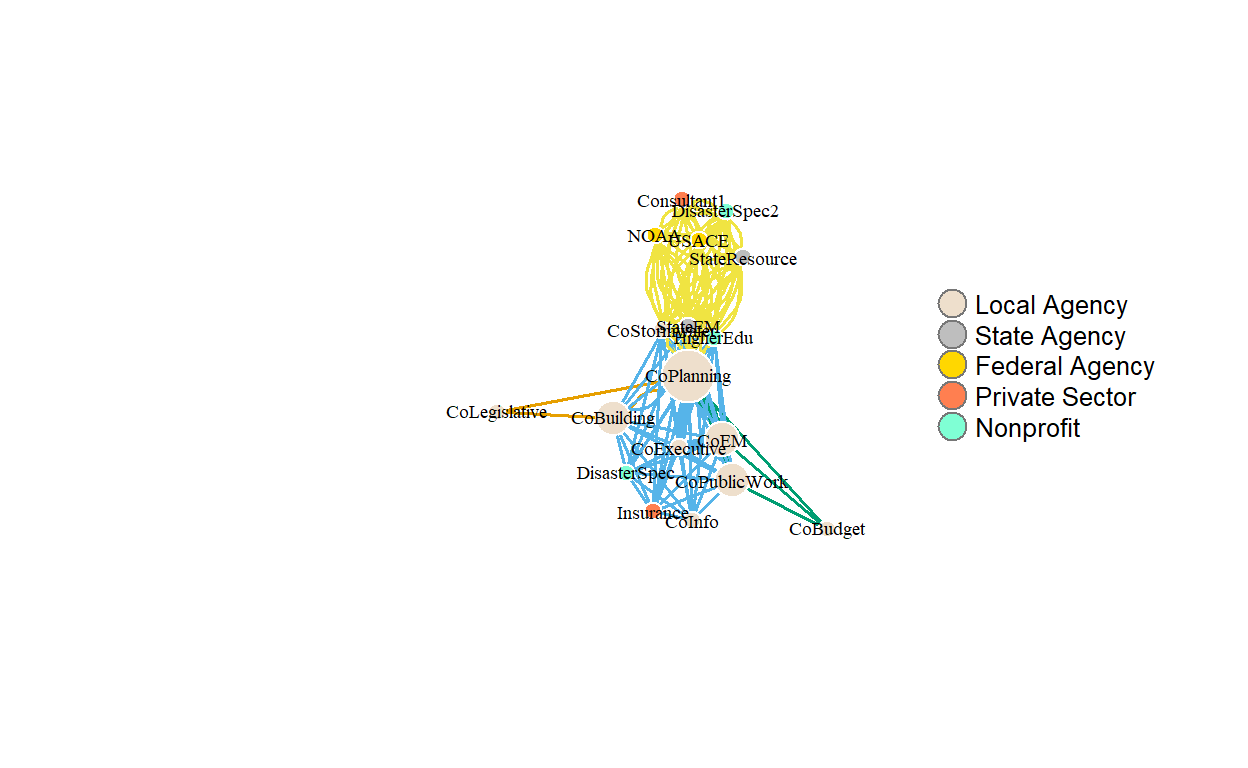 Consultant1
DisasterSpec2
NOAA
USACE
StateResource
StateEM
CoStormwater
HigherEdu
CoPlanning
CoLegislative
CoBuilding
CoEM
CoExecutive
DisasterSpec
CoPublicWork
Insurance
CoInfo
CoBudget
Local Agency
State Agency
Federal Agency
Private Sector
Nonprofit